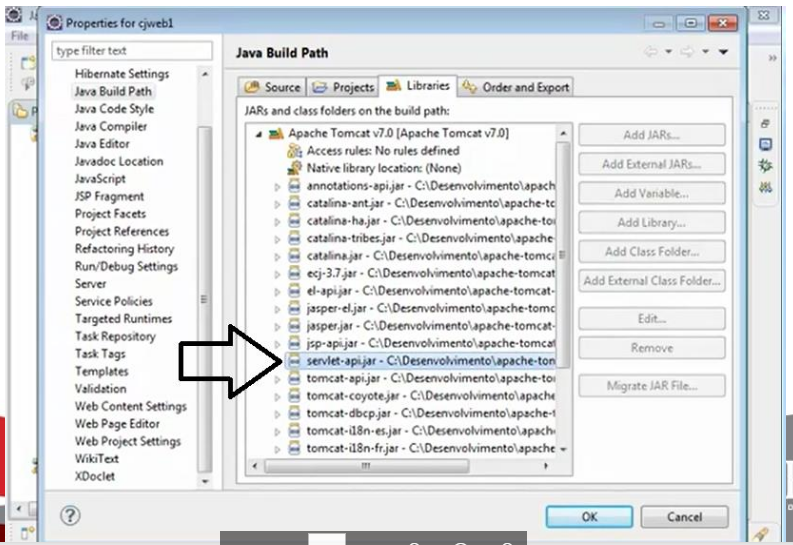 Properties for cjweb1
File
type filter text
Hibernate Settings
Java Build Path
Java Code Style
Java Compiler
Java Editor
Javadoc Location
JavaScript
JSP Fragment
Project Facets
Project References
Refactoring History
Run/Debug Settings
Server
Service Policies
Targeted Runtimes
Task Repository
Task Tags
Templates
Validation
Web Content Settings
Web Page Editor
Web Project Settings
WikiText
XDoclet
Java Build Path
Source
Projects
Libraries
Order and Export
JARs and class folders on the build path:
Apache Tomcat v7.0 [Apache Tomcat v7.0]
Access rules: No rules defined
Native library location: (None)
annotations-api.jar - C:\Desenvolvimento\apach
catalina-ant.jar - C:\Desenvolvimento\apache-tc
catalina-ha.jar - C:\Desenvolvimento\apache-to
catalina-tribes.jar - C:\Desenvolvimento\apache-
catalina.jar - C:\Desenvolvimento\apache-tomca
ecj-3.7.jar - C:\Desenvolvimento\apache-tomcat
el-api.jar - C:\Desenvolvimento\apache-tomcat-
jasper-el.jar - C:\Desenvolvimento\apache-tomc
jasper.jar - C:\Desenvolvimento\apache-tomcat-
jsp-api.jar - C:\Desenvolvimento\apache-tomcat
servlet-api.jar - C:\Desenvolvimento\apache-ton
tomcat-api.jar - C:\Desenvolvimento\apache-to
tomcat-coyote.jar - C:\Desenvolvimento\apache
tomcat-dbcp.jar - C:\Desenvolvimento\apache-t
tomcat-i18n-es.jar - C:\Desenvolvimento\apach
tomcat-i18n-fr.jar - C:\Desenvolvimento\apache
Add JARs...
Add External JARs...
Add Variable...
Add Library...
Add Class Folder...
Add External Class Folder...
Edit...
Remove
Migrate JAR File...
OK
Cancel